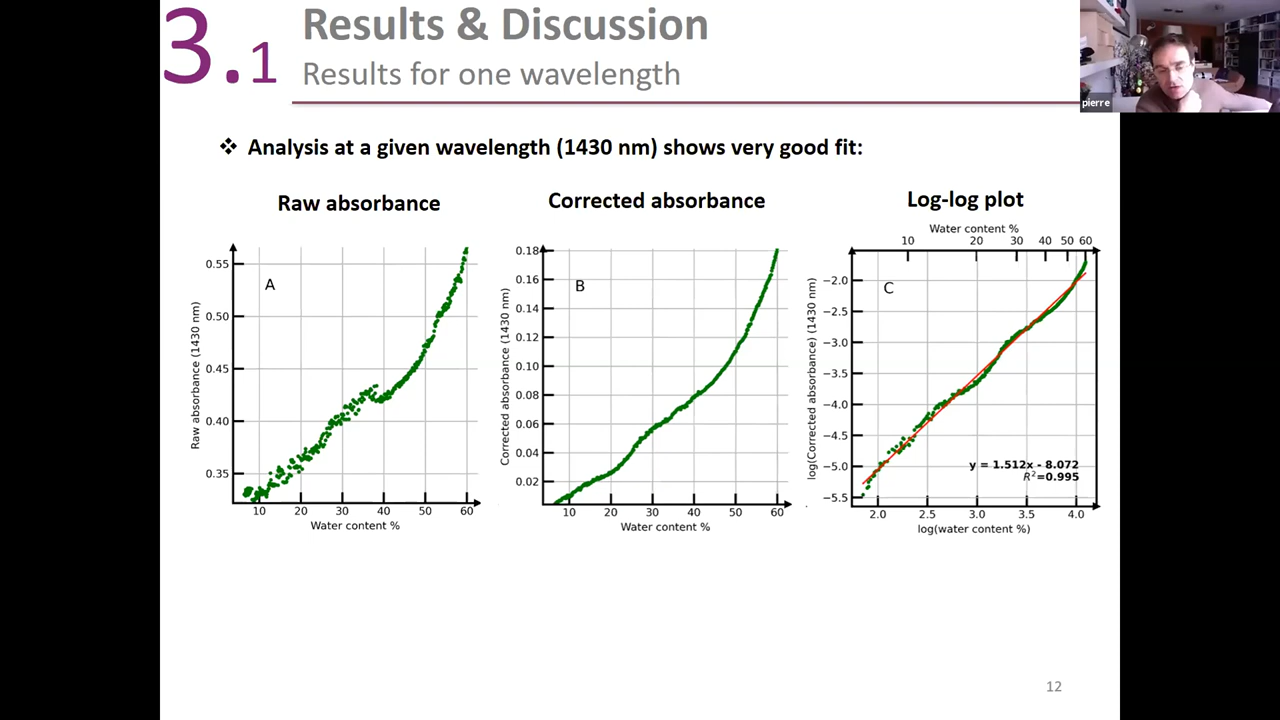 3.1
Results & Discussion
Results for one wavelength
pierre
❖ Analysis at a given wavelength (1430 nm) shows very good fit:
Raw absorbance
Corrected absorbance
Log-log plot
A
0.55
0.50
0.45
0.40
0.35
Raw absorbance (1430 nm)
10 20 30 40 50 60
Water content %
B
0.18
0.16
0.14
0.12
0.10
0.08
0.06
0.04
0.02
Corrected absorbance (1430 nm)
10 20 30 40 50 60
Water content %
Water content %
10 20 30 40 50 60
C
−2.0
−2.5
−3.0
−3.5
−4.0
−4.5
−5.0
−5.5
log(Corrected absorbance) (1430 nm)
y = 1.512x - 8.072
R²=0.995
2.0 2.5 3.0 3.5 4.0
log(water content %)
12